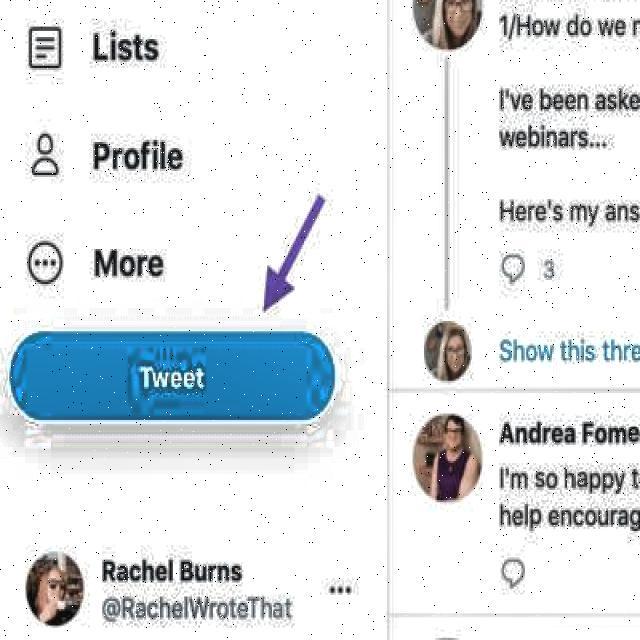 Lists
Profile
More
Tweet
Rachel Burns
@RachelWroteThat
1/How do we
I've been aske
webinars...
Here's my ans
3
Show this thre
Andrea Fome
I'm so happy t
help encourag